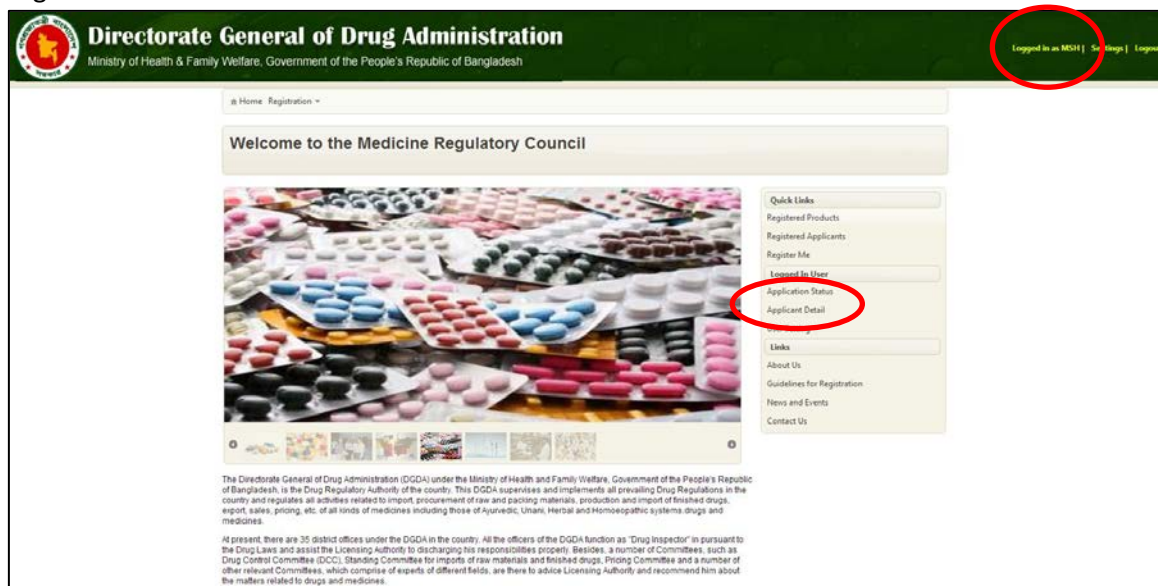 Directorate General of Drug Administration
Ministry of Health & Family Welfare, Government of the People's Republic of Bangladesh
Logged in as MSH | Settings | Logou
Home Registration
Welcome to the Medicine Regulatory Council
Quick Links
Registered Products
Registered Applicants
Register Me
Logged In User
Application Status
Applicant Detail
Links
About Us
Guidelines for Registration
News and Events
Contact Us
The Directorate General of Drug Administration (DGDA) under the Ministry of Health and Family Welfare, Government of the People's Republic
of Bangladesh, is the Drug Regulatory Authority of the country. This DGDA supervises and implements all prevailing Drug Regulations in the
country and regulates all activities related to import, procurement of raw and packing materials, production and import of finished drugs,
export, sales, pricing, etc. of all kinds of medicines including those of Ayurvedic, Unani, Herbal and Homoeopathic systems.drugs and
medicines.
At present, there are 35 district offices under the DGDA in the country. All the officers of the DGDA function as "Drug Inspector" in pursuant to
the Drug Laws and assist the Licensing Authority to discharging his responsibilities properly. Besides, a number of Committees, such as
Drug Control Committee (DCC), Standing Committee for imports of raw materials and finished drugs, Pricing Committee and a number of
other relevant Committees, which comprise of experts of different fields, are there to advice Licensing Authority and recommend him about
the matters related to drugs and medicines.